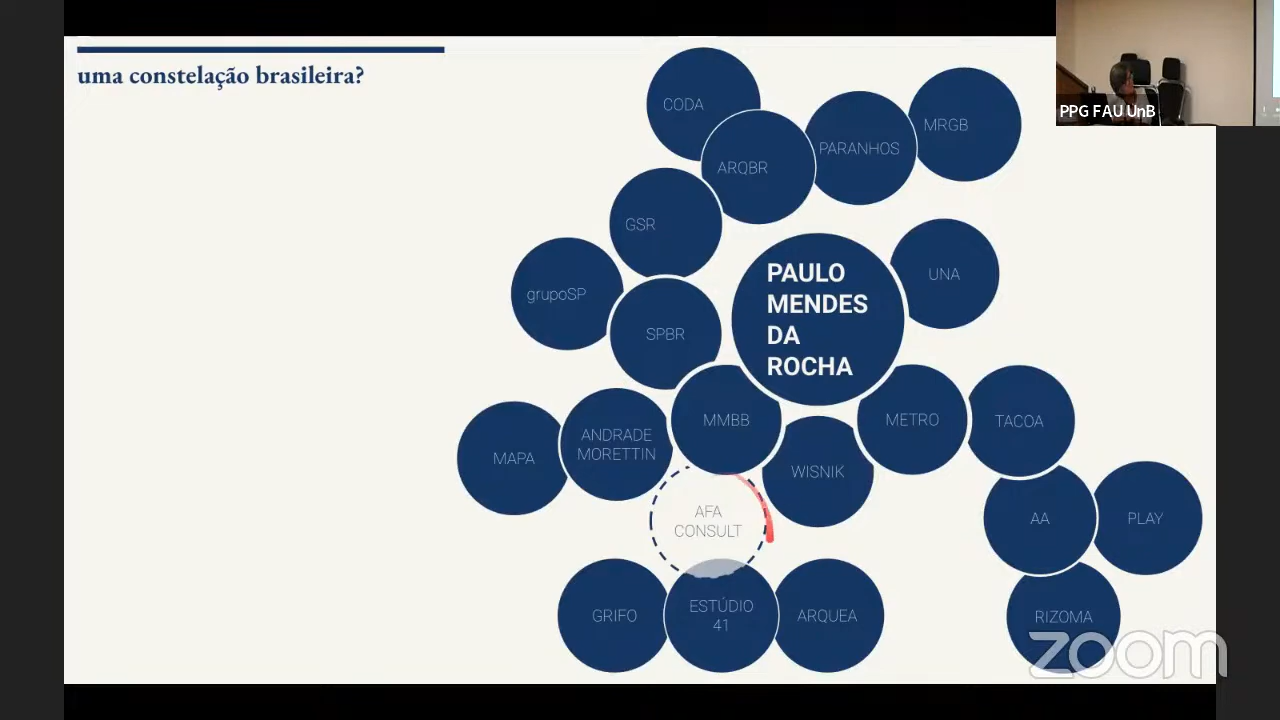 uma constelação brasileira?
CODA
ARQBR
PARANHOS
MRGB
GSR
grupoSP
SPBR
PAULO
MENDES
DA
ROCHA
UNA
MAPA
ANDRADE
MORETTIN
MMBB
WISNIK
METRO
TACOA
AFA
CONSULT
AA
PLAY
GRIFO
ESTÚDIO
41
ARQUEA
RIZOMA
PPG FAU UnB
zoom